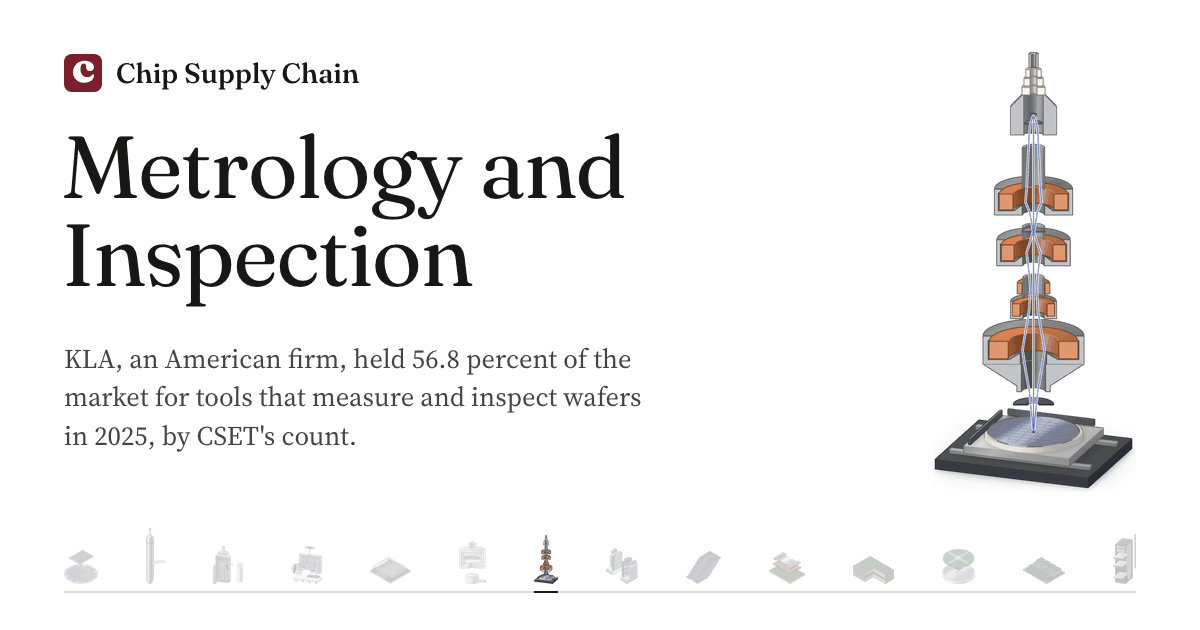 C Chip Supply Chain
Metrology and
Inspection
KLA, an American firm, held 56.8 percent of the
market for tools that measure and inspect wafers
in 2025, by CSET's count.